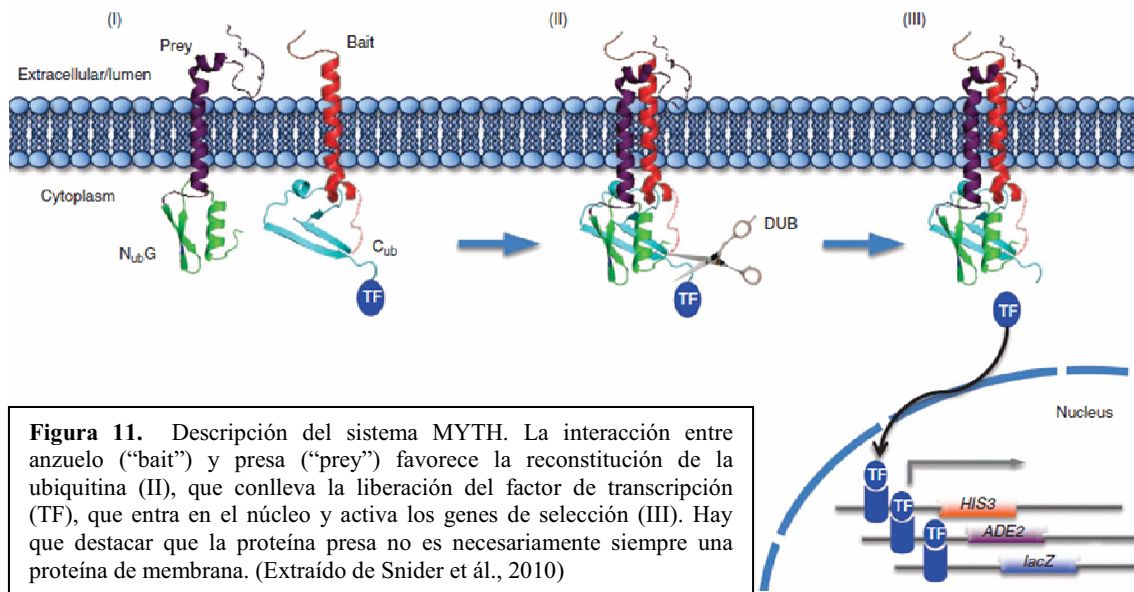 (I)
(II)
(III)
Prey
Bait
Extracellular/lumen
Cytoplasm
NubG
Cub
TF
DUB
TF
TF
Nucleus
TF
TF
TF
HIS3
ADE2
lacZ
Figura 11. Descripción del sistema MYTH. La interacción entre
anzuelo (“bait”) y presa (“prey”) favorece la reconstitución de la
ubiquitina (II), que conlleva la liberación del factor de transcripción
(TF), que entra en el núcleo y activa los genes de selección (III). Hay
que destacar que la proteína presa no es necesariamente siempre una
proteína de membrana. (Extraído de Snider et ál., 2010)